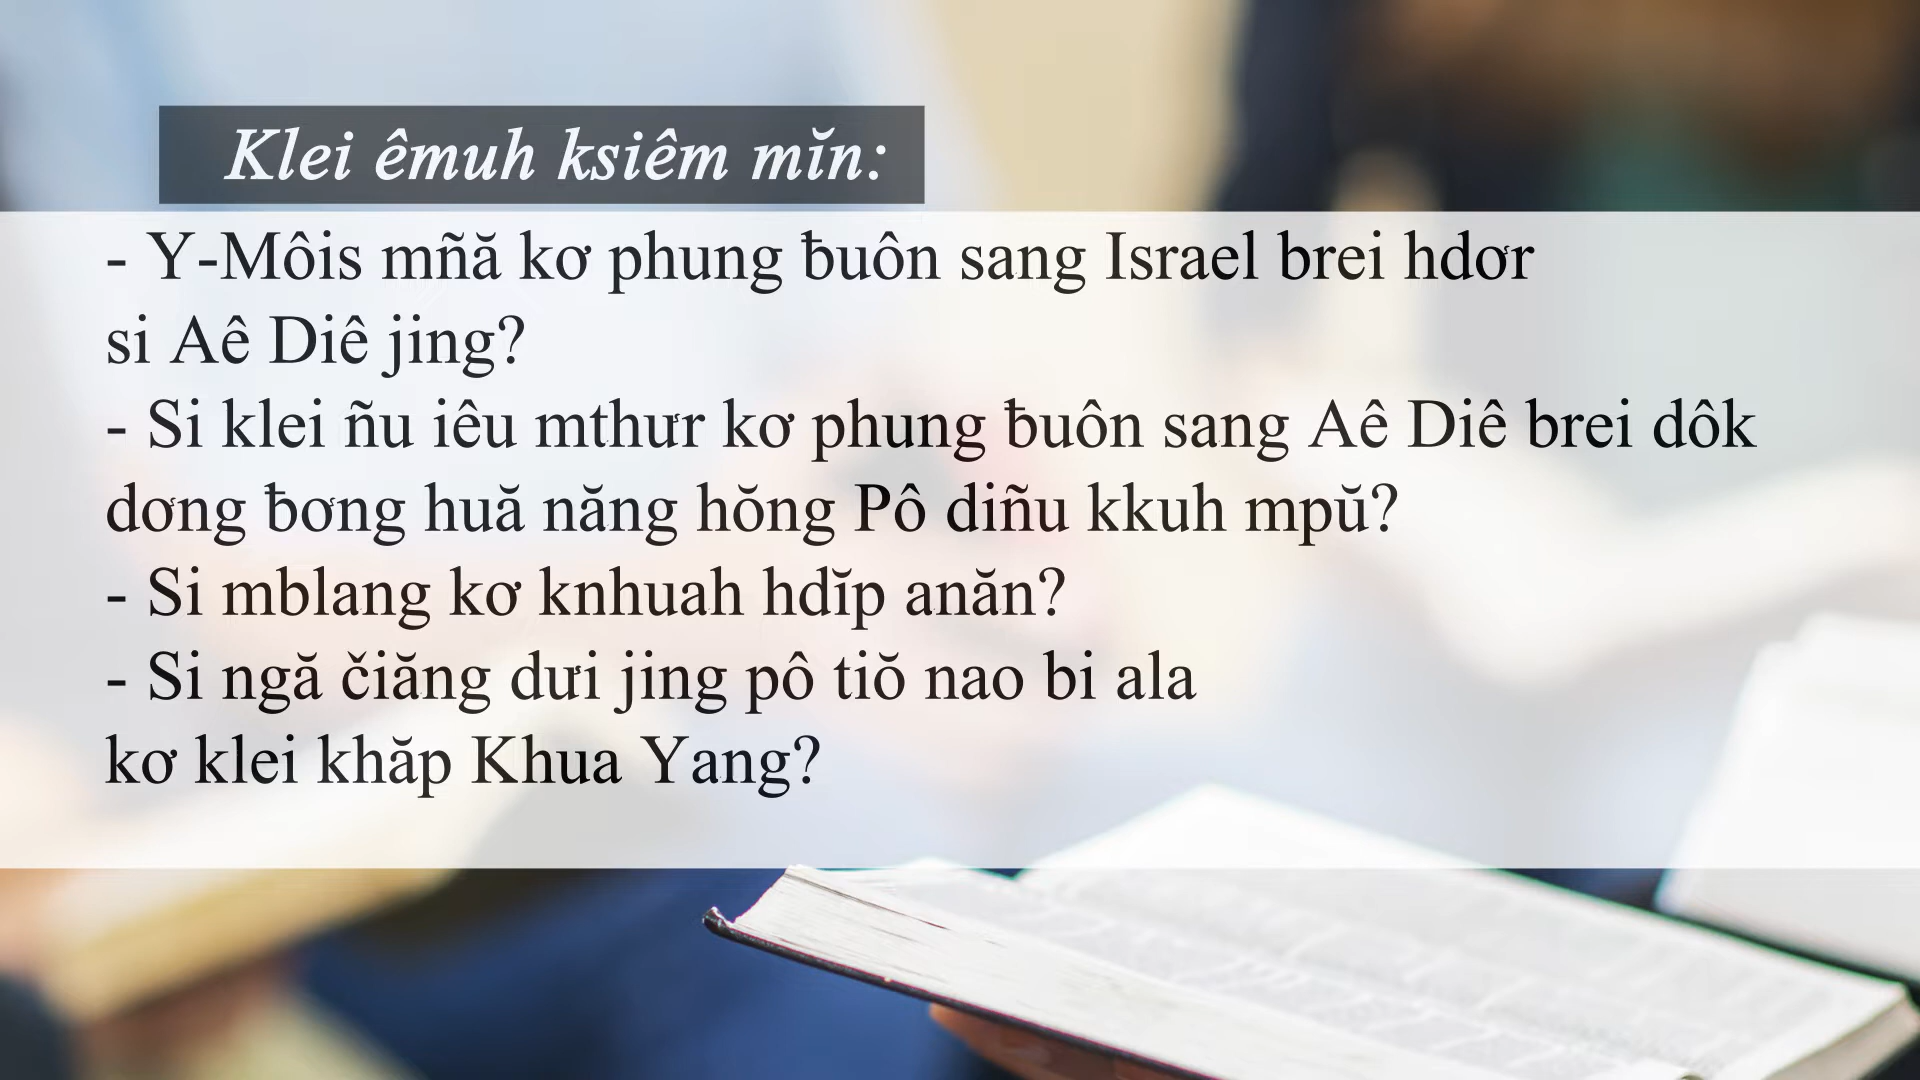 Klei êmuh ksiêm mĭn:
- Y-Môis mñă kơ phung ƀuôn sang Israel brei hdơr
si Aê Diê jing?
- Si klei ñu iêu mthưr kơ phung ƀuôn sang Aê Diê brei dôk
dơng ƀơng huă năng hŏng Pô diñu kkuh mpŭ?
- Si mblang kơ knhuah hdĭp anăn?
- Si ngă čiăng dưi jing pô tiŏ nao bi ala
kơ klei khăp Khua Yang?